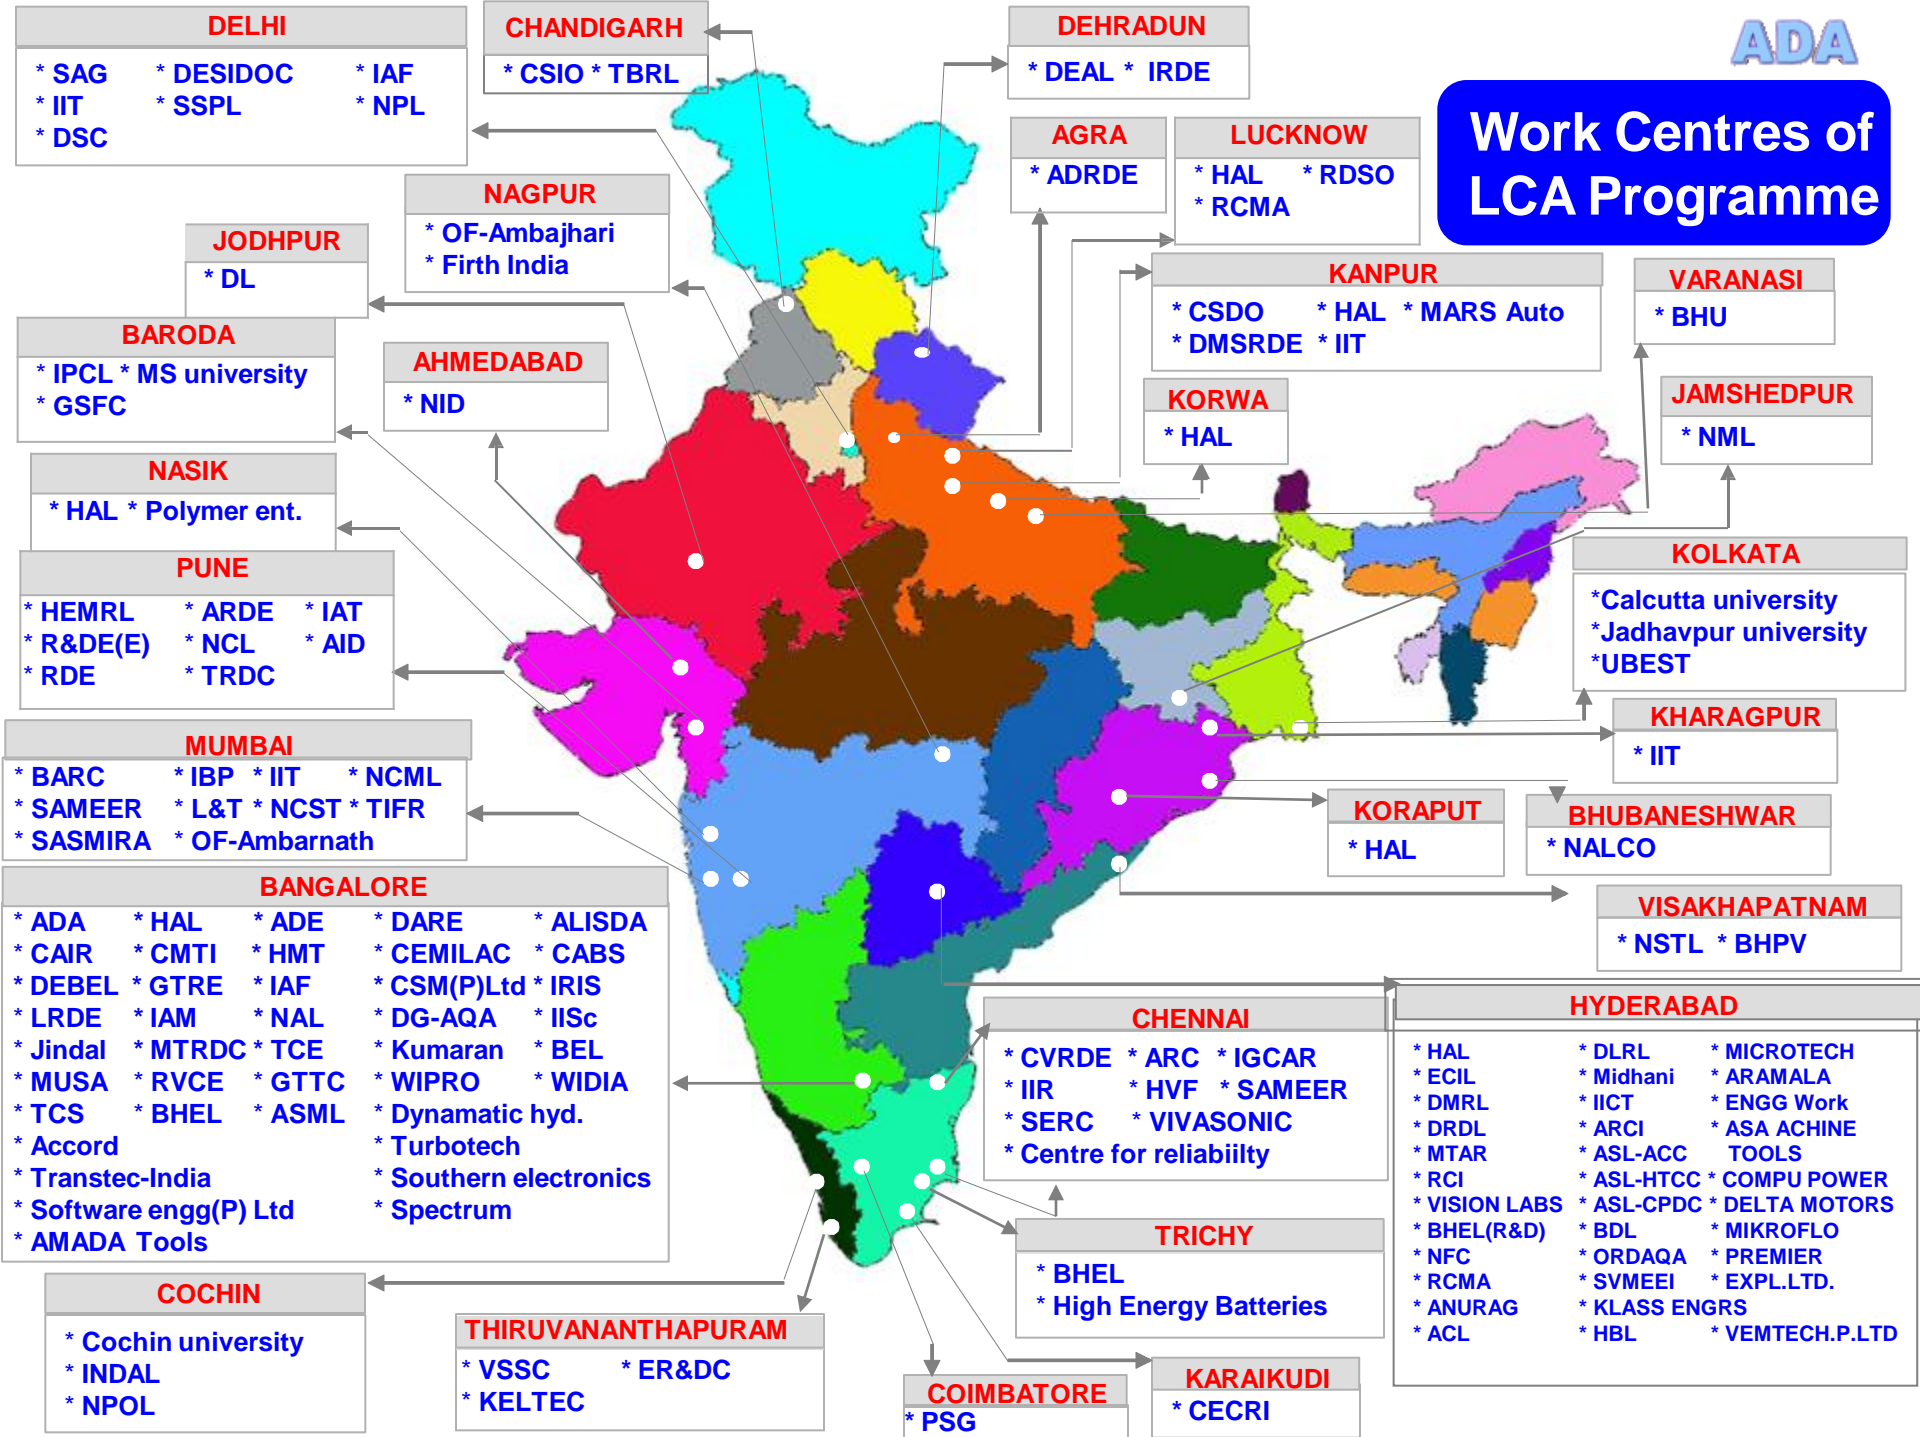 ADA
Work Centres of
LCA Programme
DELHI
* SAG * DESIDOC * IAF
* IIT * SSPL * NPL
* DSC
CHANDIGARH
* CSIO * TBRL
DEHRADUN
* DEAL * IRDE
AGRA
* ADRDE
LUCKNOW
* HAL * RDSO
* RCMA
NAGPUR
* OF-Ambajhari
* Firth India
JODHPUR
* DL
KANPUR
* CSDO * HAL * MARS Auto
* DMSRDE * IIT
VARANASI
* BHU
BARODA
* IPCL * MS university
* GSFC
AHMEDABAD
* NID
KORWA
* HAL
JAMSHEDPUR
* NML
NASIK
* HAL * Polymer ent.
PUNE
* HEMRL * ARDE * IAT
* R&DE(E) * NCL * AID
* RDE * TRDC
KOLKATA
*Calcutta university
*Jadhavpur university
*UBEST
KHARAGPUR
* IIT
MUMBAI
* BARC * IBP * IIT * NCML
* SAMEER * L&T * NCST * TIFR
* SASMIRA * OF-Ambarnath
KORAPUT
* HAL
BHUBANESHWAR
* NALCO
BANGALORE
* ADA * HAL * ADE * DARE * ALISDA
* CAIR * CMTI * HMT * CEMILAC * CABS
* DEBEL * GTRE * IAF * CSM(P)Ltd * IRIS
* LRDE * IAM * NAL * DG-AQA * IISc
* Jindal * MTRDC * TCE * Kumaran * BEL
* MUSA * RVCE * GTTC * WIPRO * WIDIA
* TCS * BHEL * ASML * Dynamatic hyd.
* Accord * Turbotech
* Transtec-India * Southern electronics
* Software engg(P) Ltd * Spectrum
* AMADA Tools
VISAKHAPATNAM
* NSTL * BHPV
CHENNAI
* CVRDE * ARC * IGCAR
* IIR * HVF * SAMEER
* SERC * VIVASONIC
* Centre for reliabiilty
HYDERABAD
* HAL * DLRL * MICROTECH
* ECIL * Midhani * ARAMALA
* DMRL * IICT * ENGG Work
* DRDL * ARCI * ASA ACHINE
* MTAR * ASL-ACC TOOLS
* RCI * ASL-HTCC * COMPU POWER
* VISION LABS * ASL-CPDC * DELTA MOTORS
* BHEL(R&D) * BDL * MIKROFLO
* NFC * ORDAQA * PREMIER
* RCMA * SVMEEI * EXPL.LTD.
* ANURAG * KLASS ENGRS
* ACL * HBL * VEMTECH.P.LTD
TRICHY
* BHEL
* High Energy Batteries
COCHIN
* Cochin university
* INDAL
* NPOL
THIRUVANANTHAPURAM
* VSSC * ER&DC
* KELTEC
COIMBATORE
* PSG
KARAIKUDI
* CECRI